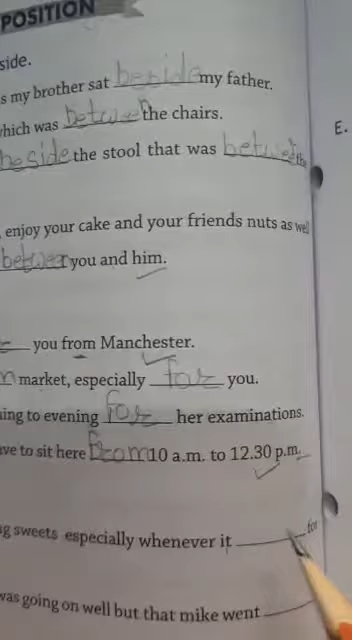 POSITION
side.
s my brother sat beside my father.
which was between the chairs.
beside the stool that was between
E.
, enjoy your cake and your friends nuts as well
between you and him.
you from Manchester.
market, especially for you.
ing to evening for her examinations.
ve to sit here from 10 a.m. to 12.30 p.m.
g sweets especially whenever it ______ for
was going on well but that mike went ______